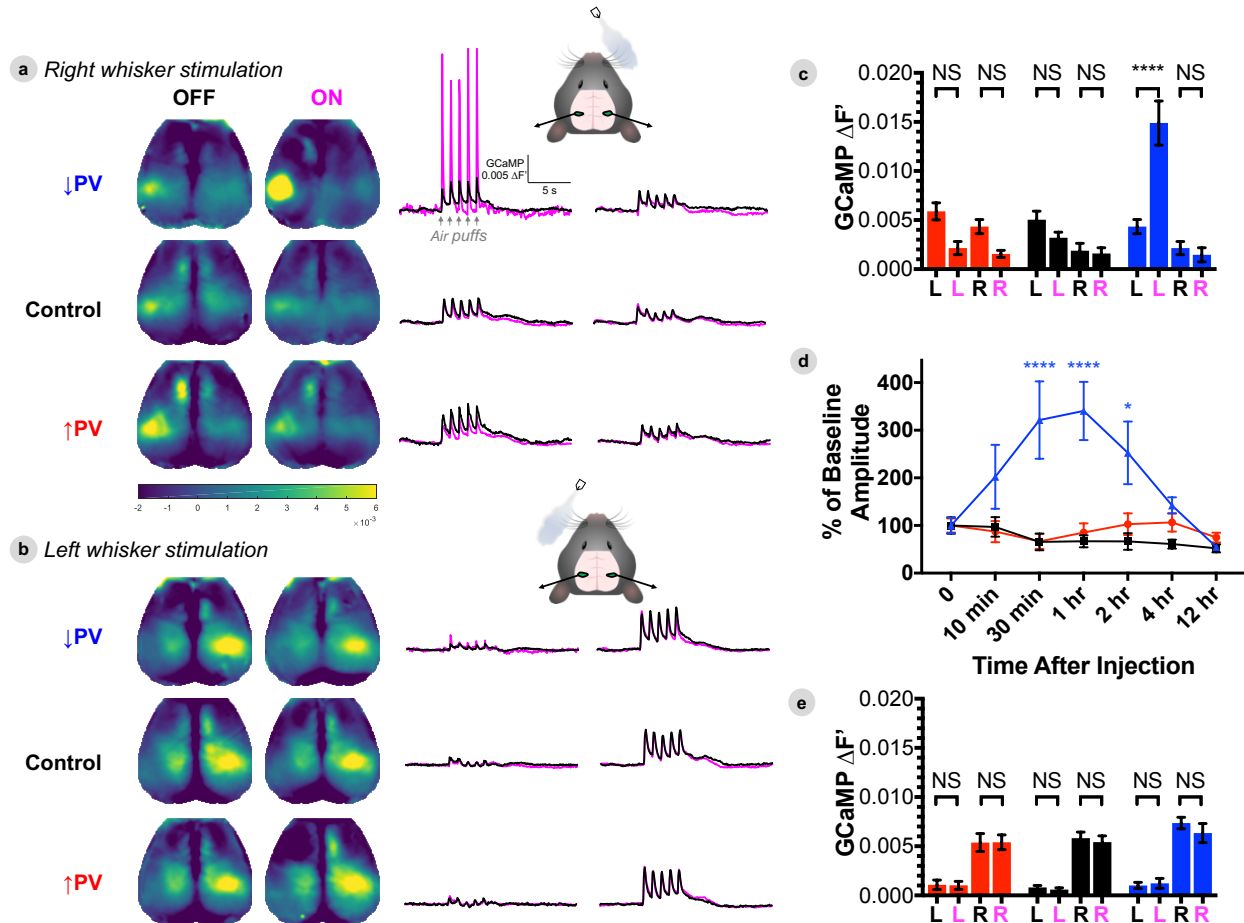 a Right whisker stimulation
OFF ON
↓PV
GCaMP
0.005 ΔF'
5 s
Air puffs
Control
↑PV
-2 -1 0 1 2 3 4 5 6
×10⁻³
b Left whisker stimulation
↓PV
Control
↑PV
c
GCaMP ΔF'
0.020
0.015
0.010
0.005
0.000
NS NS NS NS **** NS
L L R R L L R R L L R R
d
% of Baseline
Amplitude
400
300
200
100
0
**** **** *
0 10 min 30 min 1 hr 2 hr 4 hr 12 hr
Time After Injection
e
GCaMP ΔF'
0.020
0.015
0.010
0.005
0.000
NS NS NS NS NS NS
L L R R L L R R L L R R